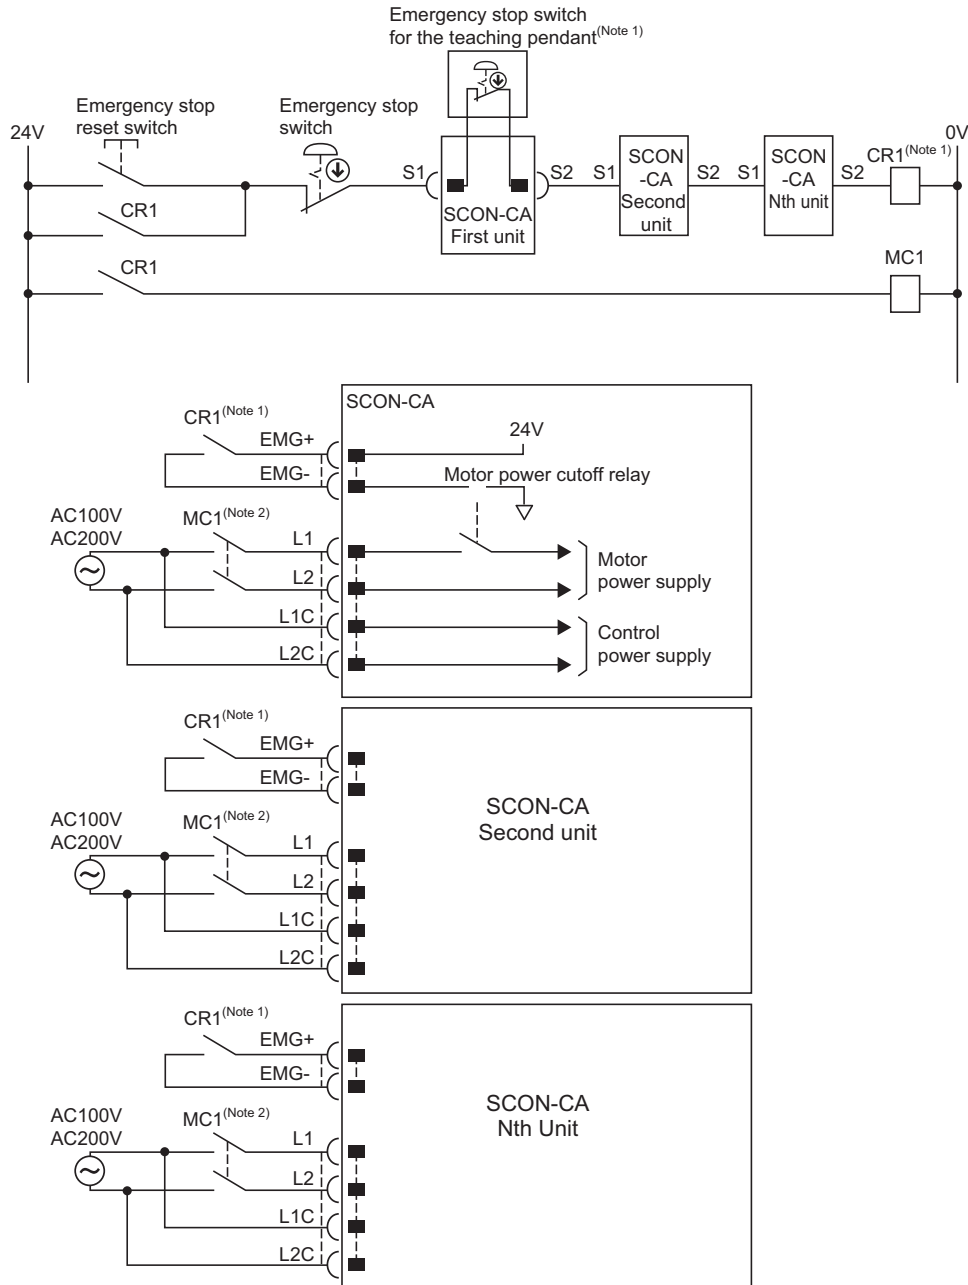 Emergency stop switch
for the teaching pendant(Note 1)
Emergency stop
reset switch
Emergency stop
switch
24V
0V
S1
S2
S1
SCON
-CA
Second
unit
S2
S1
SCON
-CA
Nth unit
S2
CR1(Note 1)
CR1
SCON-CA
First unit
CR1
MC1
SCON-CA
CR1(Note 1)
EMG+
24V
EMG-
Motor power cutoff relay
AC100V
AC200V
MC1(Note 2)
L1
L2
Motor
power supply
L1C
Control
power supply
L2C
CR1(Note 1)
EMG+
EMG-
SCON-CA
Second unit
AC100V
AC200V
MC1(Note 2)
L1
L2
L1C
L2C
CR1(Note 1)
EMG+
EMG-
SCON-CA
Nth Unit
AC100V
AC200V
MC1(Note 2)
L1
L2
L1C
L2C